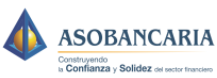 ASOBANCARIA
Construyendo
la Confianza y Solidez del sector financiero